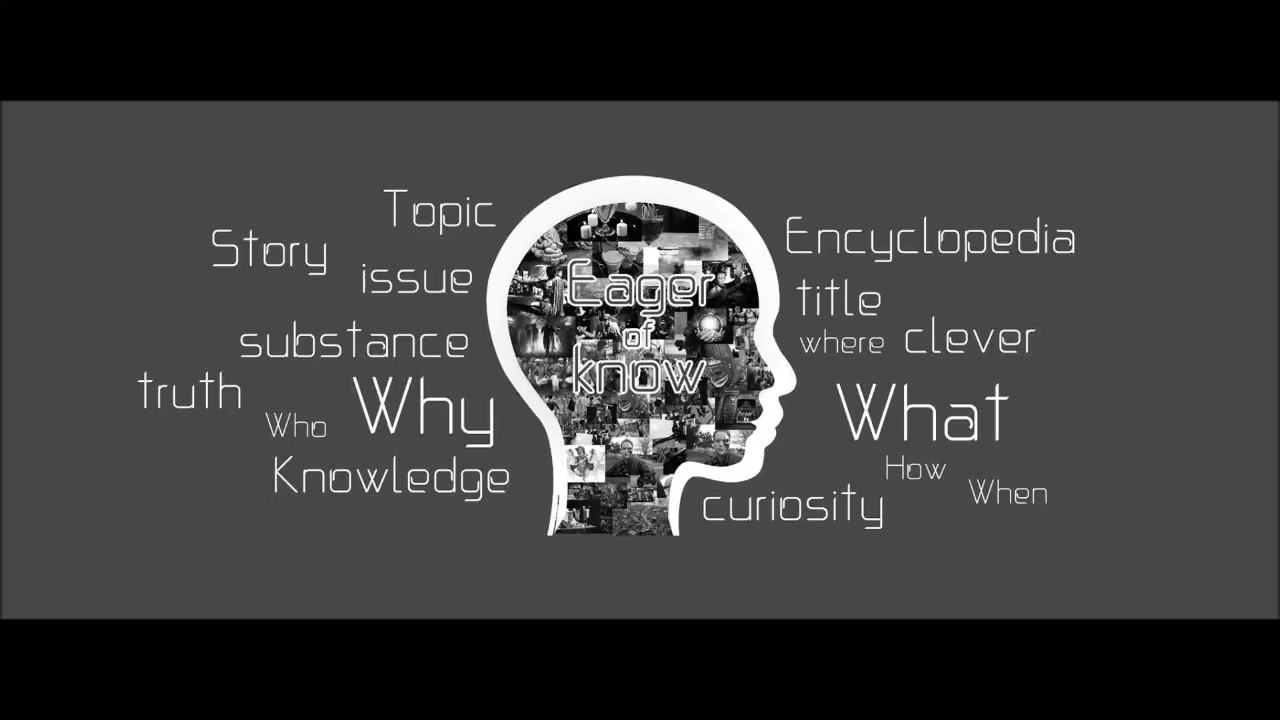 Topic
Story
issue
substance
truth
Who
Why
Knowledge
Eager
of
know
Encyclopedia
title
where
clever
What
How
When
curiosity